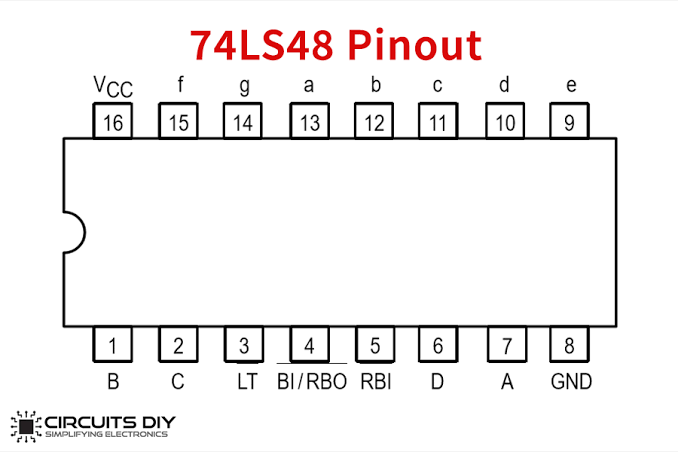 74LS48 Pinout
VCC f g a b c d e
16 15 14 13 12 11 10 9
1 2 3 4 5 6 7 8
B C LT BI/RBO RBI D A GND
CIRCUITS DIY
SIMPLIFYING ELECTRONICS